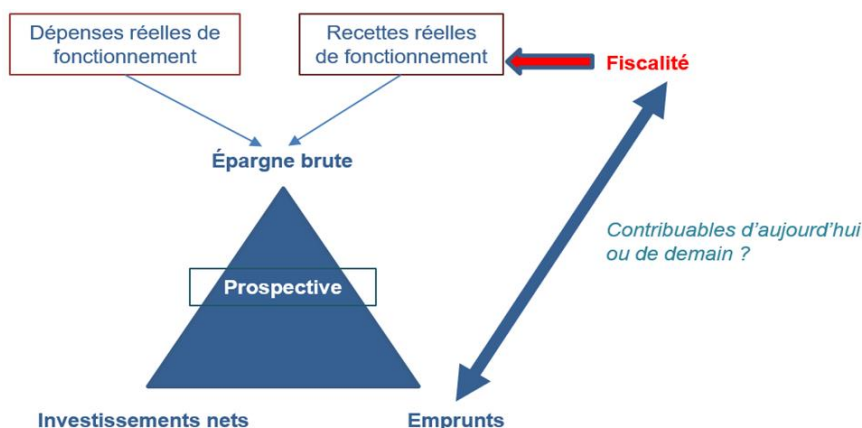 Dépenses réelles de
fonctionnement
Recettes réelles
de fonctionnement
Fiscalité
Épargne brute
Contribuables d'aujourd'hui
ou de demain ?
Prospective
Investissements nets
Emprunts